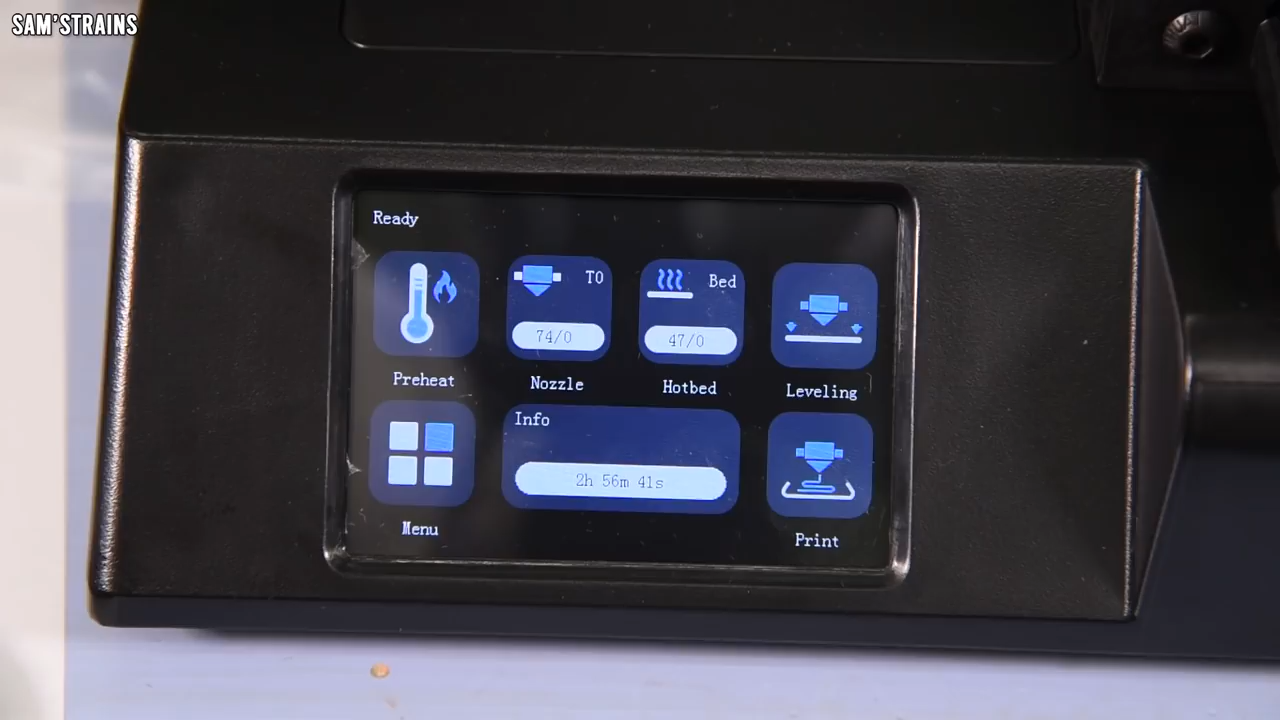 SAM'STRAINS
Ready
T0
Bed
74/0
47/0
Preheat
Nozzle
Hotbed
Leveling
Info
2h 56m 41s
Menu
Print